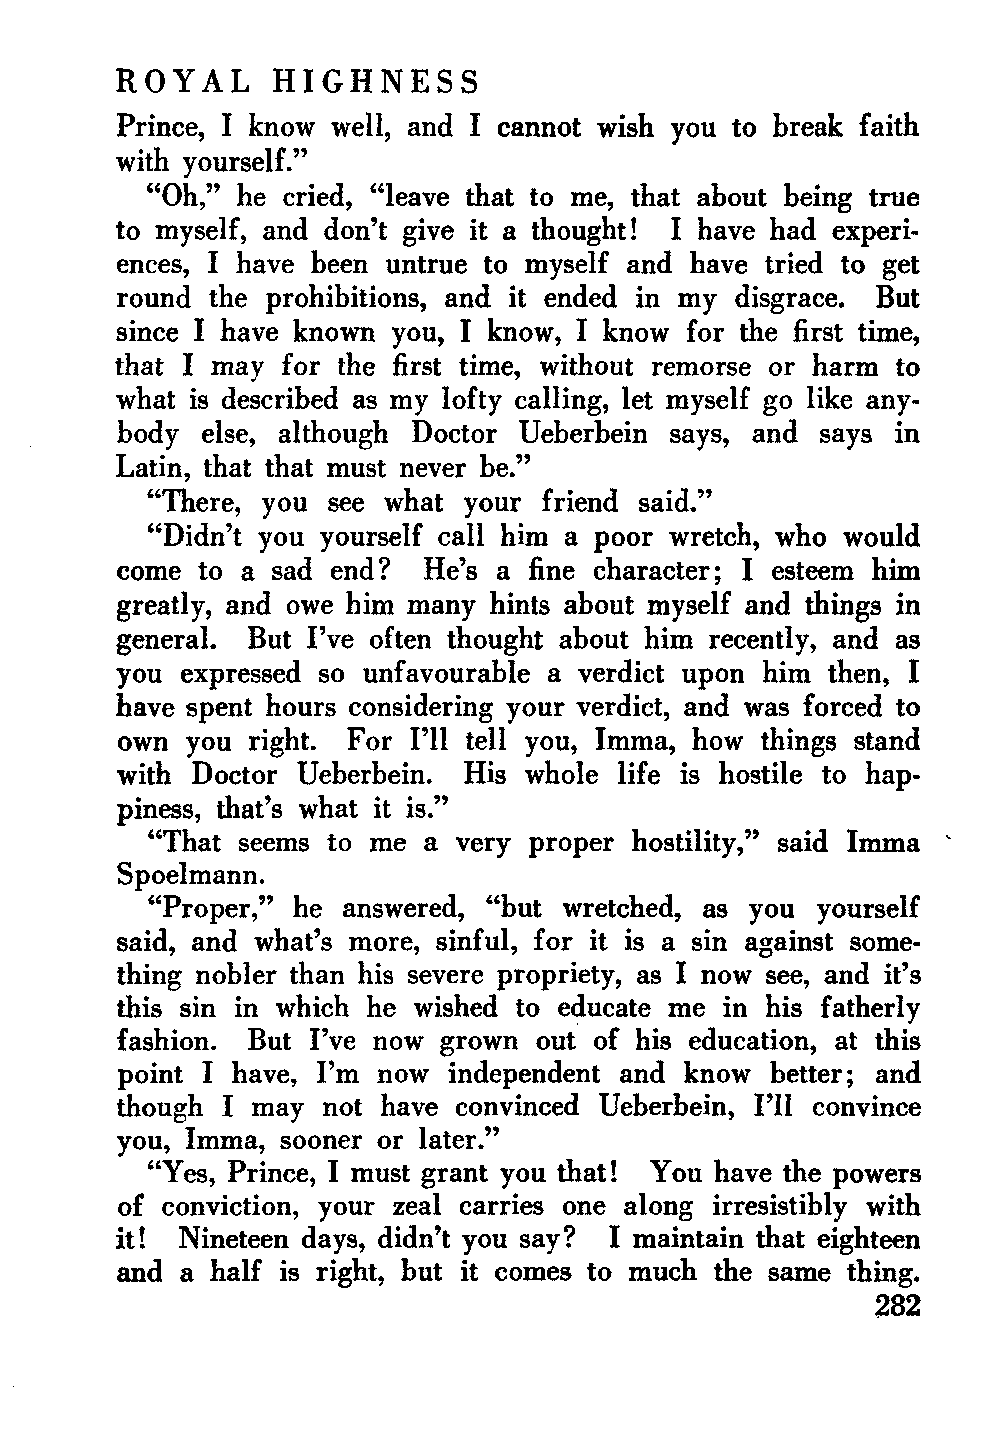 ROYAL HIGHNESS
Prince, I know well, and I cannot wish you to break faith
with yourself.”
“Oh,” he cried, “leave that to me, that about being true
to myself, and don’t give it a thought! I have had experi-
ences, I have been untrue to myself and have tried to get
round the prohibitions, and it ended in my disgrace. But
since I have known you, I know, I know for the first time,
that I may for the first time, without remorse or harm to
what is described as my lofty calling, let myself go like any-
body else, although Doctor Ueberbein says, and says in
Latin, that that must never be.”
“There, you see what your friend said.”
“Didn’t you yourself call him a poor wretch, who would
come to a sad end? He’s a fine character; I esteem him
greatly, and owe him many hints about myself and things in
general. But I’ve often thought about him recently, and as
you expressed so unfavourable a verdict upon him then, I
have spent hours considering your verdict, and was forced to
own you right. For I’ll tell you, Imma, how things stand
with Doctor Ueberbein. His whole life is hostile to hap-
piness, that’s what it is.”
“That seems to me a very proper hostility,” said Imma
Spoelmann.
“Proper,” he answered, “but wretched, as you yourself
said, and what’s more, sinful, for it is a sin against some-
thing nobler than his severe propriety, as I now see, and it’s
this sin in which he wished to educate me in his fatherly
fashion. But I’ve now grown out of his education, at this
point I have, I’m now independent and know better; and
though I may not have convinced Ueberbein, I’ll convince
you, Imma, sooner or later.”
“Yes, Prince, I must grant you that! You have the powers
of conviction, your zeal carries one along irresistibly with
it! Nineteen days, didn’t you say? I maintain that eighteen
and a half is right, but it comes to much the same thing.
282